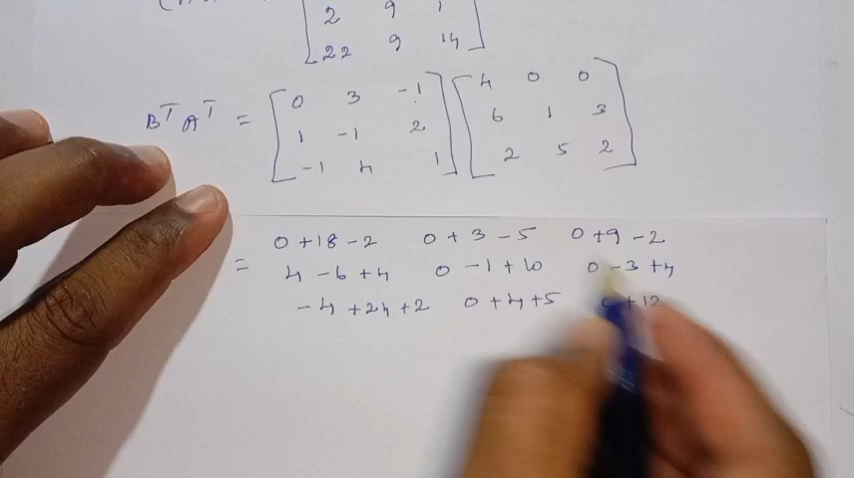 2 9 1
22 9 14
B^T A^T = [ 0 3 -1 ] [ 4 0 0 ]
1 -1 2 6 1 3
-1 4 1 2 5 2
= 0+18-2 0+3-5 0+9-2
4-6+4 0-1+10 0-3+4
-4+24+2 0+4+5 +12